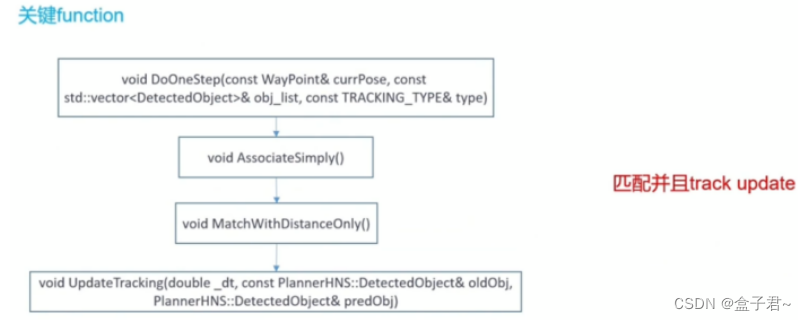 关键function
void DoOneStep(const WayPoint& currPose, const
std::vector<DetectedObject>& obj_list, const TRACKING_TYPE& type)
void AssociateSimply()
匹配并且track update
void MatchWithDistanceOnly()
void UpdateTracking(double _dt, const PlannerHNS::DetectedObject& oldObj,
PlannerHNS::DetectedObject& predObj)
CSDN @盒子君~